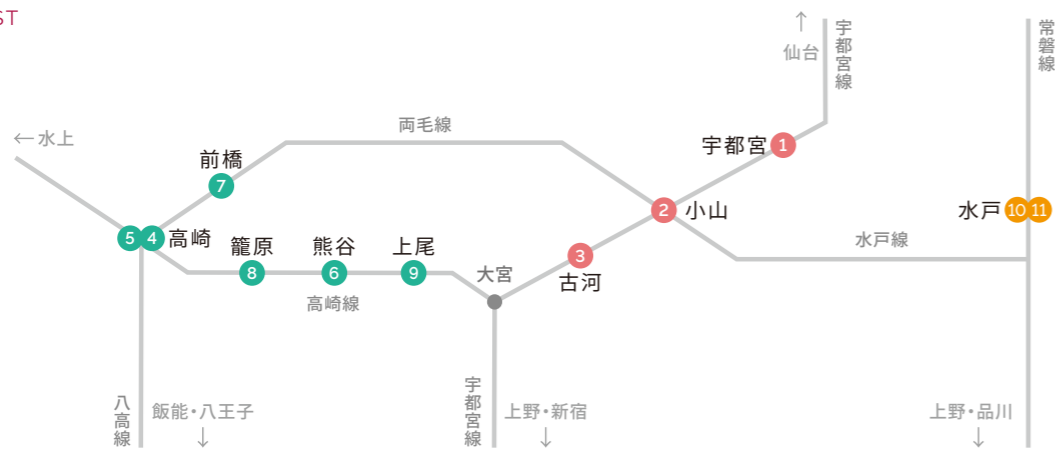 ST
↑
仙台
宇都宮線
常磐線
←水上
両毛線
宇都宮
1
前橋
7
2
小山
水戸
10
11
5
4
高崎
籠原
熊谷
上尾
大宮
3
古河
水戸線
8
6
9
高崎線
八高線
飯能・八王子
↓
宇都宮線
上野・新宿
↓
上野・品川
↓